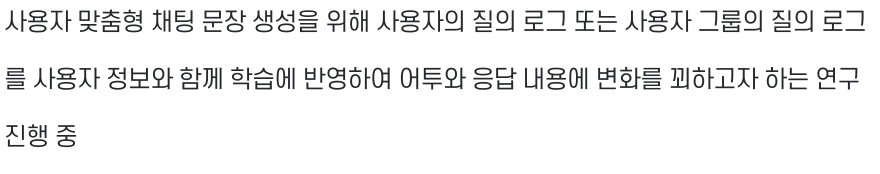 사용자 맞춤형 채팅 문장 생성을 위해 사용자의 질의 로그 또는 사용자 그룹의 질의 로그
를 사용자 정보와 함께 학습에 반영하여 어투와 응답 내용에 변화를 꾀하고자 하는 연구
진행 중